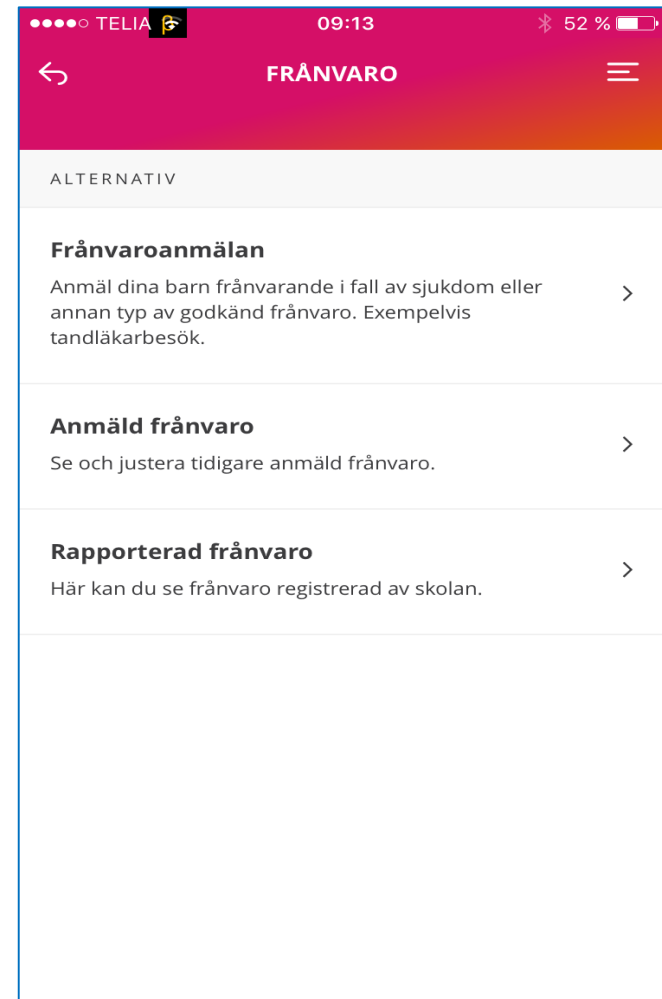 TELIA 09:13 52 %
FRÅNVARO
ALTERNATIV
Frånvaroanmälan
Anmäl dina barn frånvarande i fall av sjukdom eller
annan typ av godkänd frånvaro. Exempelvis
tandläkarbesök.
Anmäld frånvaro
Se och justera tidigare anmäld frånvaro.
Rapporterad frånvaro
Här kan du se frånvaro registrerad av skolan.